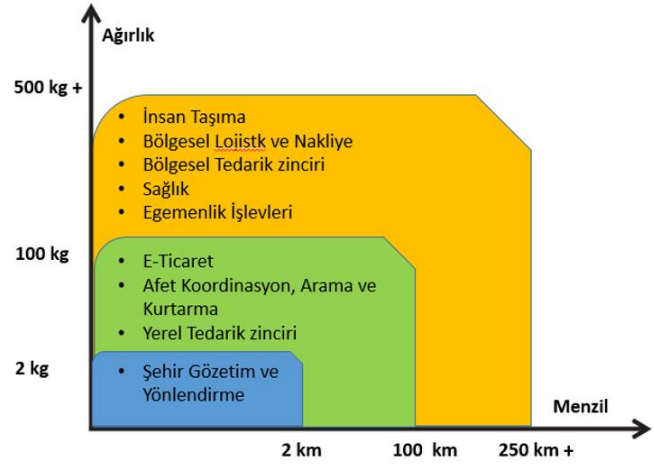 Ağırlık
500 kg +
• İnsan Taşıma
• Bölgesel Lojistk ve Nakliye
• Bölgesel Tedarik zinciri
• Sağlık
• Egemenlik İşlevleri
100 kg
• E-Ticaret
• Afet Koordinasyon, Arama ve
Kurtarma
• Yerel Tedarik zinciri
2 kg
• Şehir Gözetim ve
Yönlendirme
Menzil
2 km
100 km
250 km +